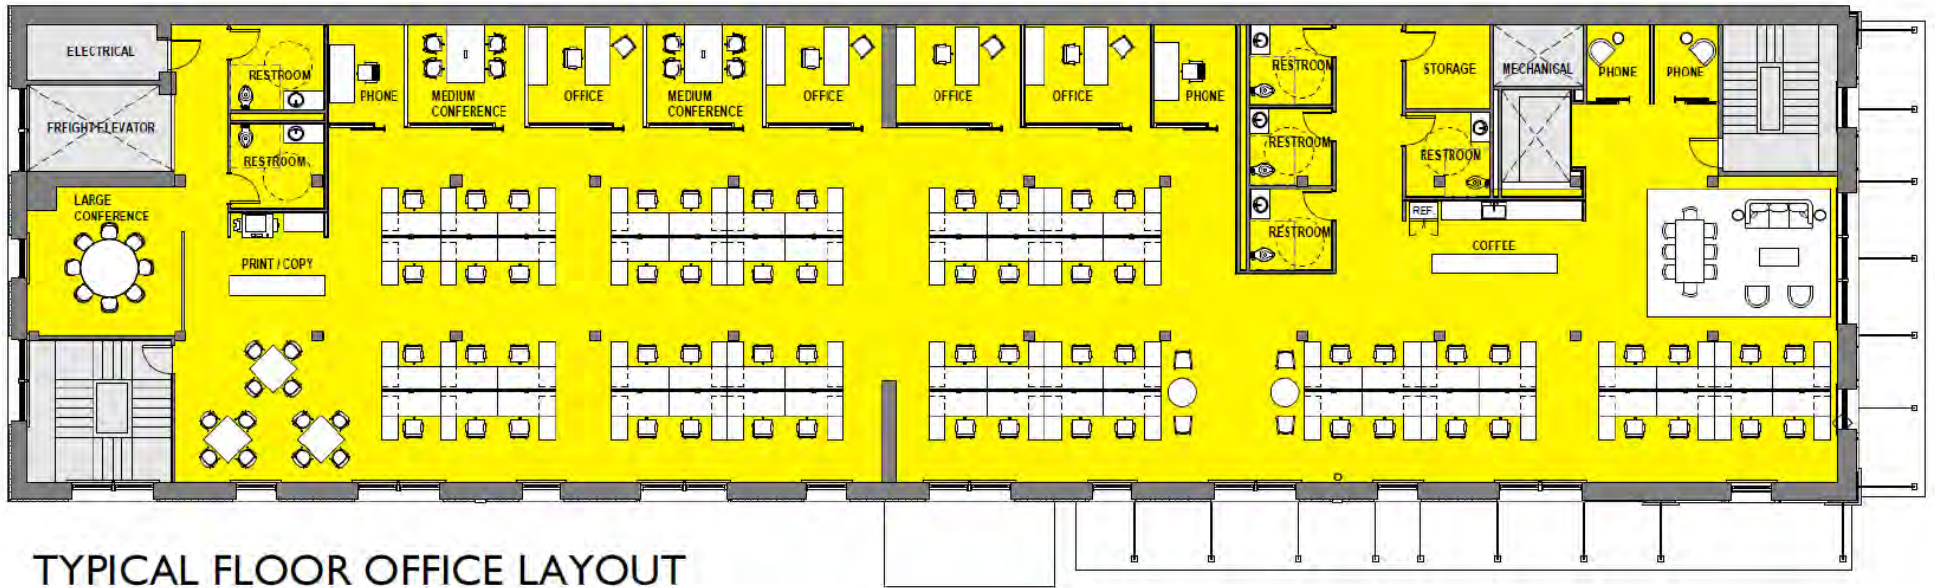 ELECTRICAL
FREIGHT ELEVATOR
RESTROOM
RESTROOM
PHONE
MEDIUM
CONFERENCE
OFFICE
MEDIUM
CONFERENCE
OFFICE
OFFICE
OFFICE
PHONE
RESTROOM
RESTROOM
RESTROOM
STORAGE
RESTROOM
MECHANICAL
PHONE
PHONE
LARGE
CONFERENCE
PRINT / COPY
REF.
COFFEE
TYPICAL FLOOR OFFICE LAYOUT